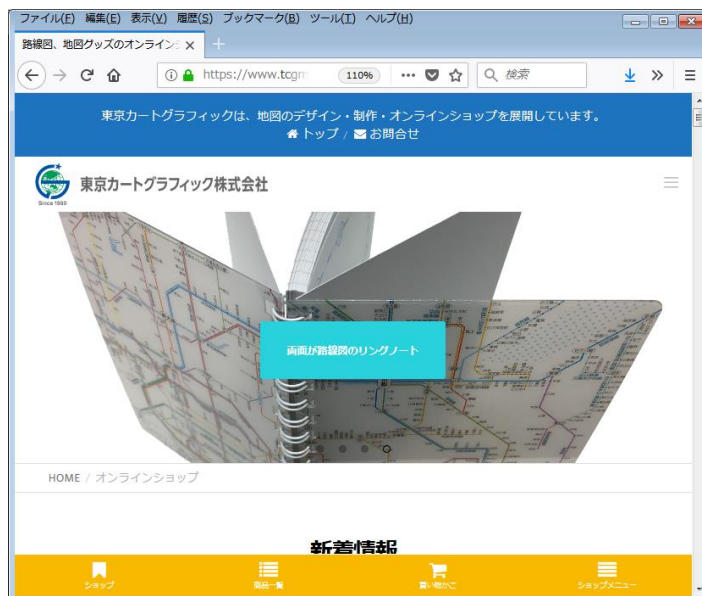 ファイル(F) 編集(E) 表示(V) 履歴(S) ブックマーク(B) ツール(T) ヘルプ(H)
路線図、地図グッズのオンライン
https://www.tcgm 110% 検索
東京カートグラフィックは、地図のデザイン・制作・オンラインショップを展開しています。
トップ / お問合せ
東京カートグラフィック株式会社
Since 1960
両面が路線図のリングノート
HOME / オンラインショップ
新着情報
ショップ 商品一覧 買い物かご ショップメニュー